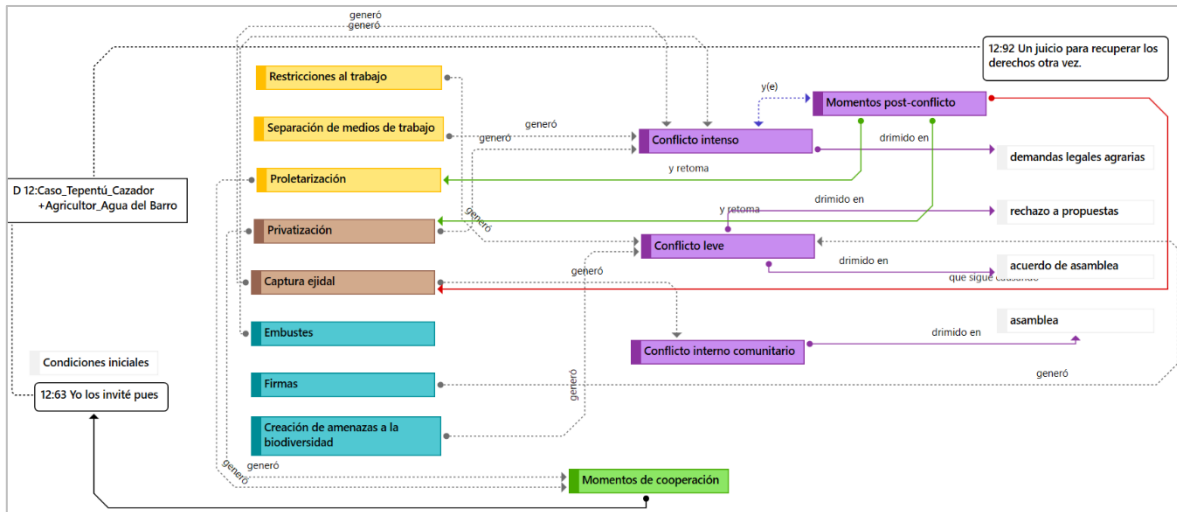 generó
generó
12:92 Un juicio para recuperar los
derechos otra vez.
Restricciones al trabajo
y(e)
Momentos post-conflicto
Separación de medios de trabajo
generó
generó
Conflicto intenso
drimido en
demandas legales agrarias
Proletarización
y retoma
D 12:Caso_Tepentú_Cazador
+Agricultor_Agua del Barro
drimido en
rechazo a propuestas
Privatización
generó
y retoma
Conflicto leve
drimido en
acuerdo de asamblea
generó
Captura ejidal
que sigue causando
Embustes
asamblea
drimido en
Conflicto interno comunitario
Condiciones iniciales
12:63 Yo los invité pues
Firmas
generó
generó
Creación de amenazas a la
biodiversidad
generó
generó
Momentos de cooperación